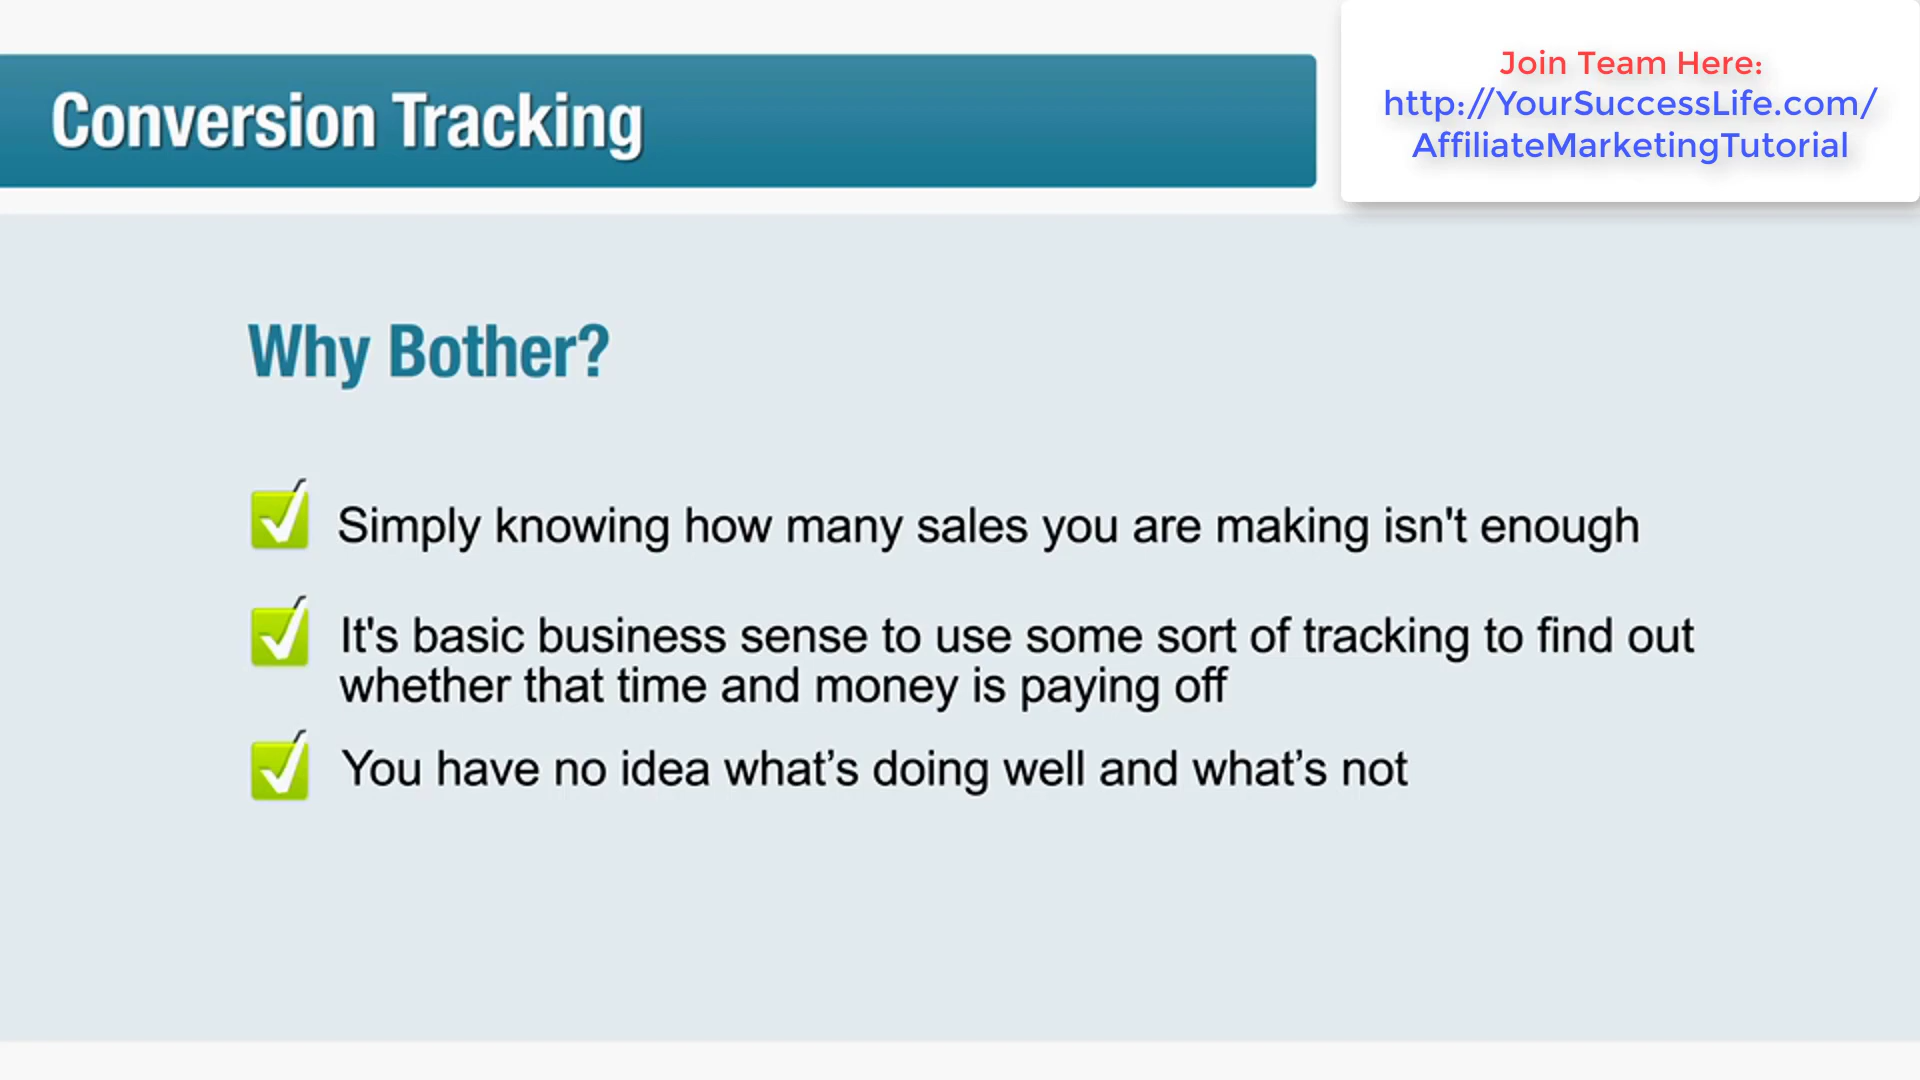 Conversion Tracking
Join Team Here:
http://YourSuccessLife.com/
AffiliateMarketingTutorial
Why Bother?
Simply knowing how many sales you are making isn't enough
It's basic business sense to use some sort of tracking to find out
whether that time and money is paying off
You have no idea what’s doing well and what’s not